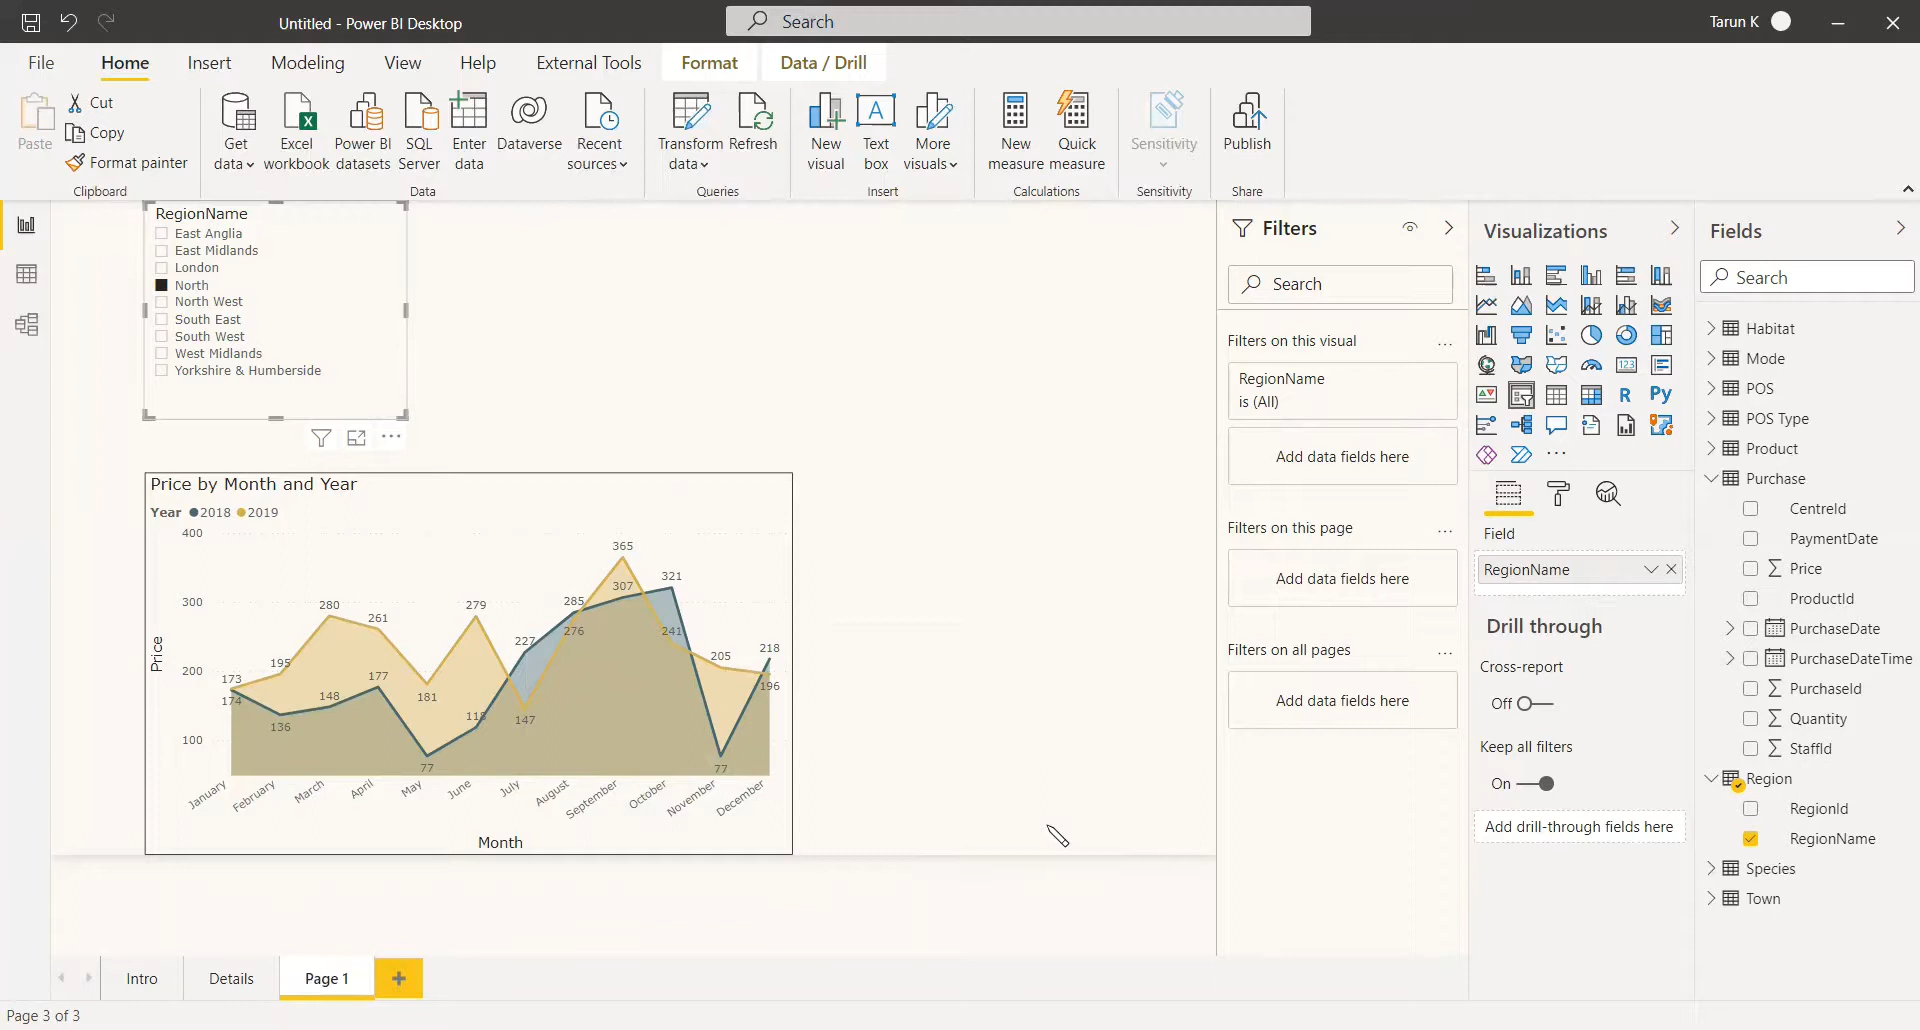 Untitled - Power BI Desktop
Search
Tarun K
File
Home
Insert
Modeling
View
Help
External Tools
Format
Data / Drill
Paste
Cut
Copy
Format painter
Clipboard
Get data
Excel workbook
Power BI datasets
SQL Server
Enter data
Dataverse
Recent sources
Data
Transform data
Refresh
Queries
New visual
Text box
More visuals
Insert
New measure
Quick measure
Calculations
Sensitivity
Sensitivity
Publish
Share
RegionName
East Anglia
East Midlands
London
North
North West
South East
South West
West Midlands
Yorkshire & Humberside
Price by Month and Year
Year 2018 2019
Price
400
300
200
100
173
174
195
136
280
148
261
177
181
77
279
118
227
147
285
276
365
307
321
241
205
77
218
196
January
February
March
April
May
June
July
August
September
October
November
December
Month
Filters
Search
Filters on this visual
...
RegionName
is (All)
Add data fields here
Filters on this page
...
Add data fields here
Filters on all pages
...
Add data fields here
Visualizations
123
R
Py
...
Field
RegionName
Drill through
Cross-report
Off
Keep all filters
On
Add drill-through fields here
Fields
Search
Habitat
Mode
POS
POS Type
Product
Purchase
CentreId
PaymentDate
Price
ProductId
PurchaseDate
PurchaseDateTime
PurchaseId
Quantity
StaffId
Region
RegionId
RegionName
Species
Town
Intro
Details
Page 1
Page 3 of 3